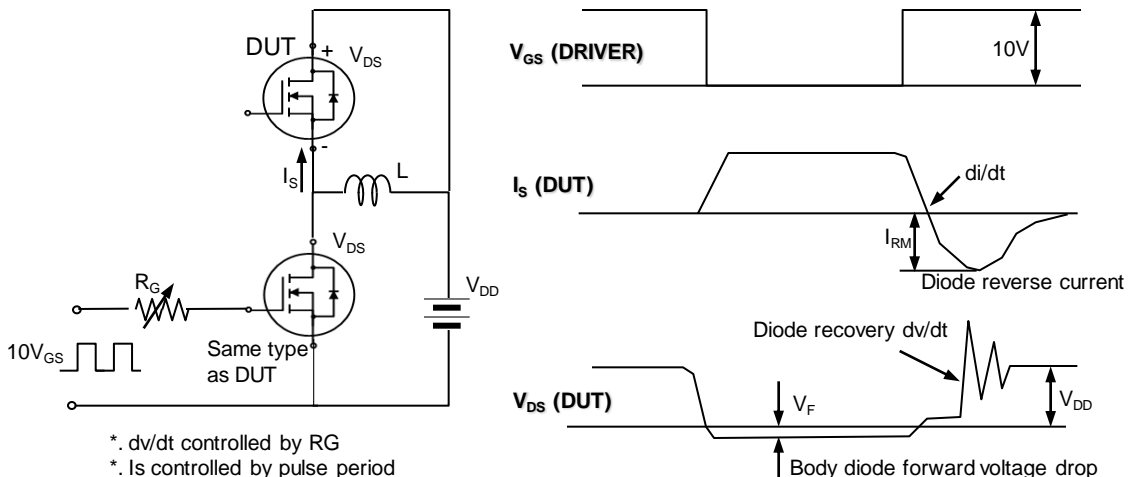 DUT
+
V_DS
-
I_S
L
V_DS
R_G
V_DD
10V_GS
Same type
as DUT
*. dv/dt controlled by RG
*. Is controlled by pulse period
V_GS (DRIVER)
10V
I_S (DUT)
di/dt
I_RM
Diode reverse current
Diode recovery dv/dt
V_DS (DUT)
V_F
V_DD
Body diode forward voltage drop